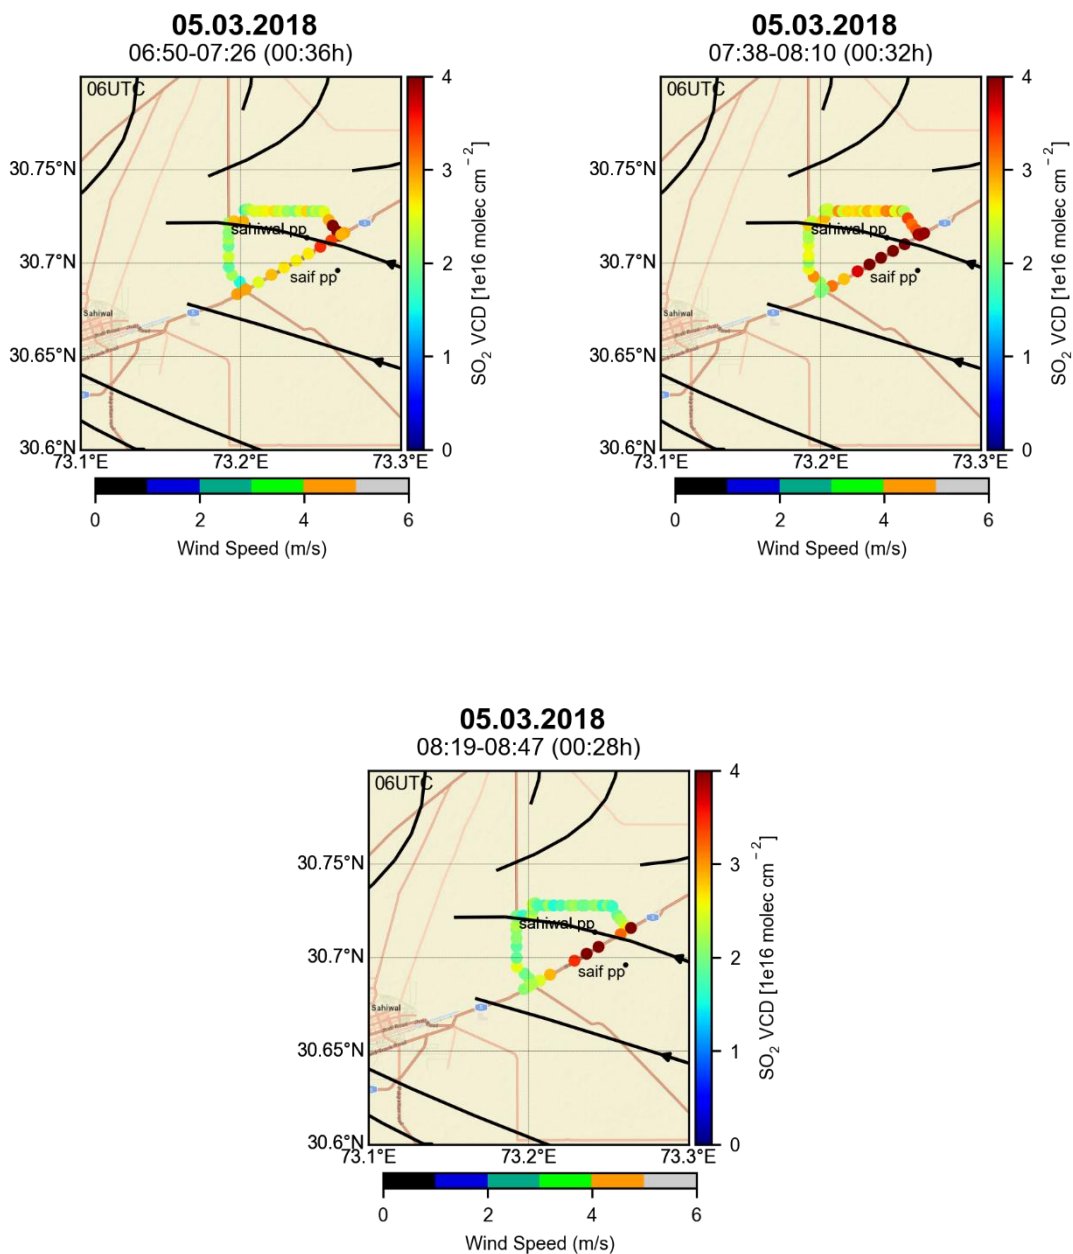 05.03.2018
06:50-07:26 (00:36h)
06UTC
30.75°N
30.7°N
30.65°N
30.6°N
73.1°E
73.2°E
73.3°E
sahiwal pp
saif pp
Sahiwal
4
3
2
1
0
SO2 VCD [1e16 molec cm−2]
0 2 4 6
Wind Speed (m/s)
05.03.2018
07:38-08:10 (00:32h)
06UTC
30.75°N
30.7°N
30.65°N
30.6°N
73.1°E
73.2°E
73.3°E
sahiwal pp
saif pp
Sahiwal
4
3
2
1
0
SO2 VCD [1e16 molec cm−2]
0 2 4 6
Wind Speed (m/s)
05.03.2018
08:19-08:47 (00:28h)
06UTC
30.75°N
30.7°N
30.65°N
30.6°N
73.1°E
73.2°E
73.3°E
sahiwal pp
saif pp
Sahiwal
4
3
2
1
0
SO2 VCD [1e16 molec cm−2]
0 2 4 6
Wind Speed (m/s)